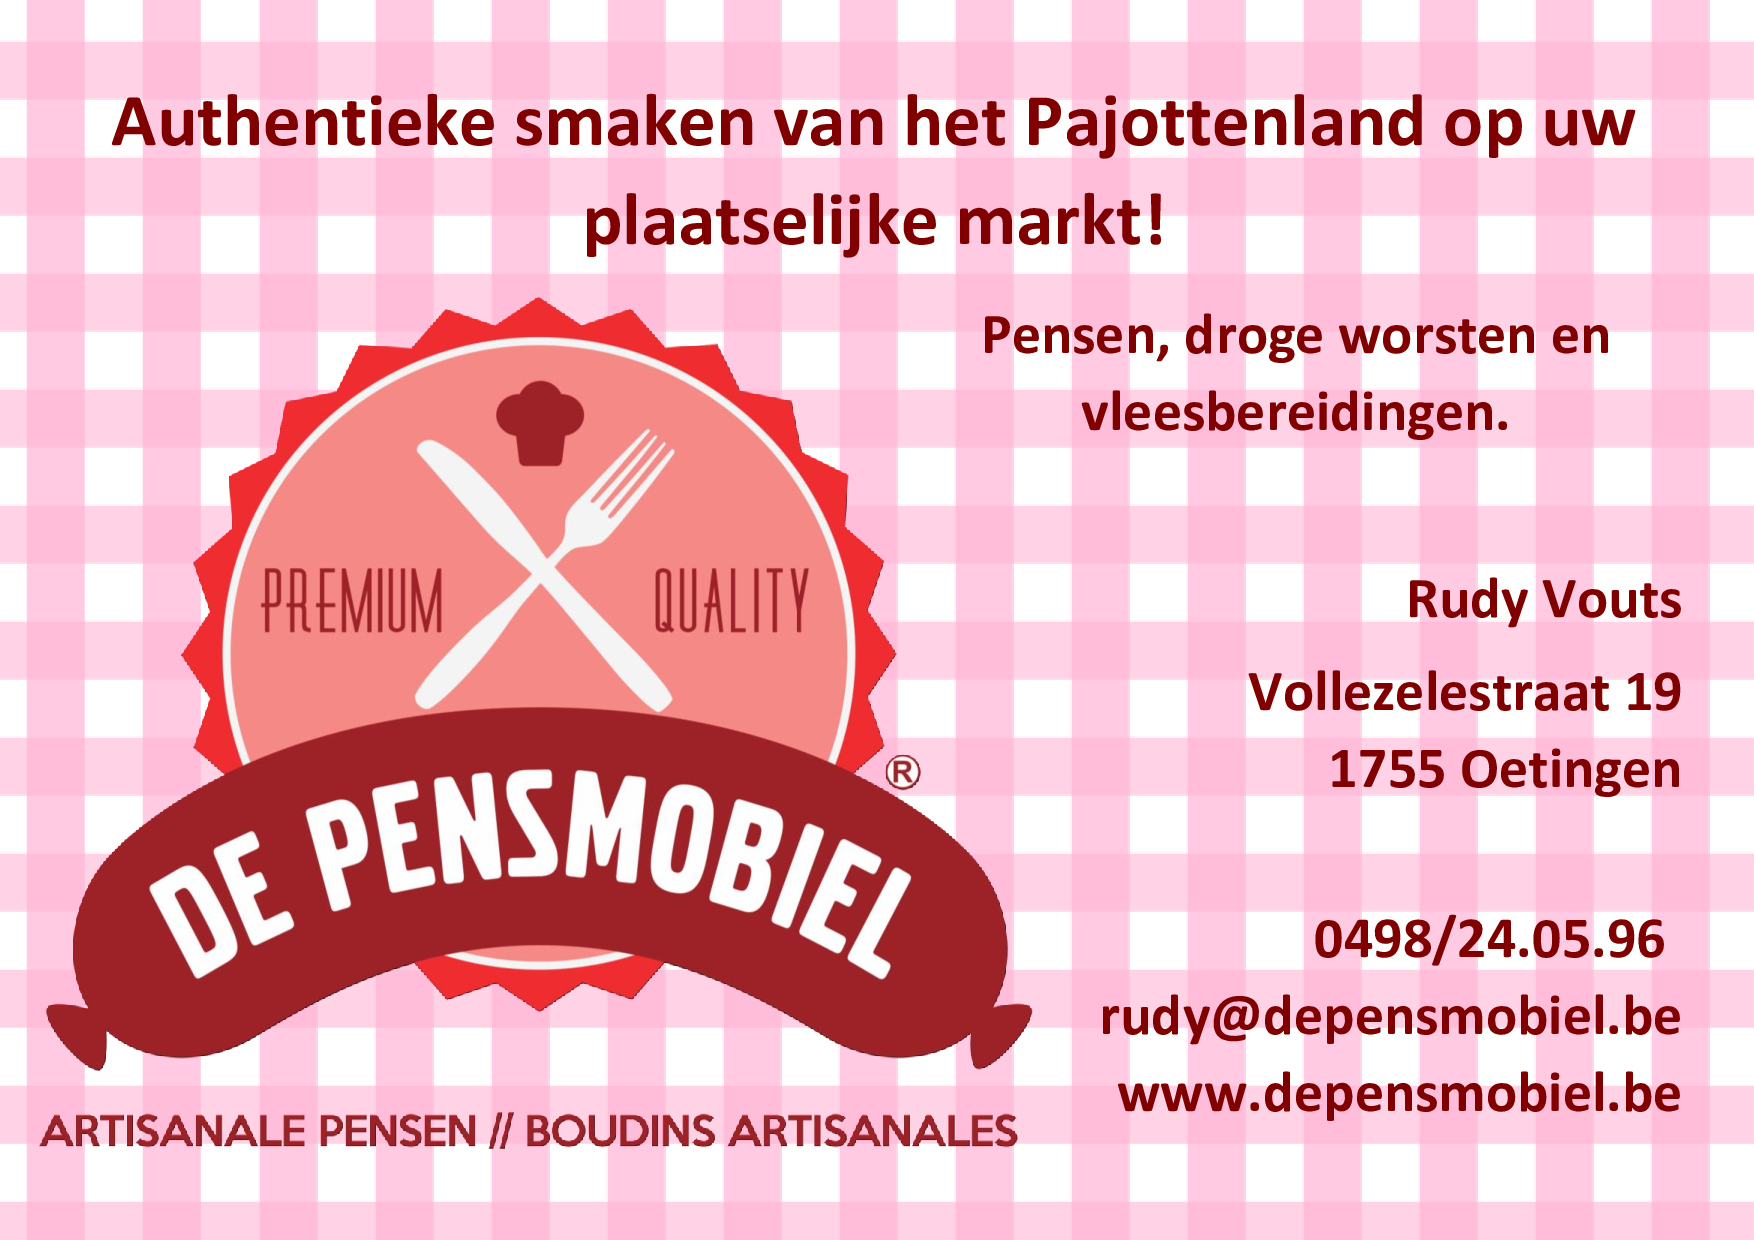 Authentieke smaken van het Pajottenland op uw
plaatselijke markt!
Pensen, droge worsten en
vleesbereidingen.
PREMIUM QUALITY
DE PENSMOBIEL
®
ARTISANALE PENSEN // BOUDINS ARTISANALES
Rudy Vouts
Vollezelestraat 19
1755 Oetingen
0498/24.05.96
rudy@depensmobiel.be
www.depensmobiel.be